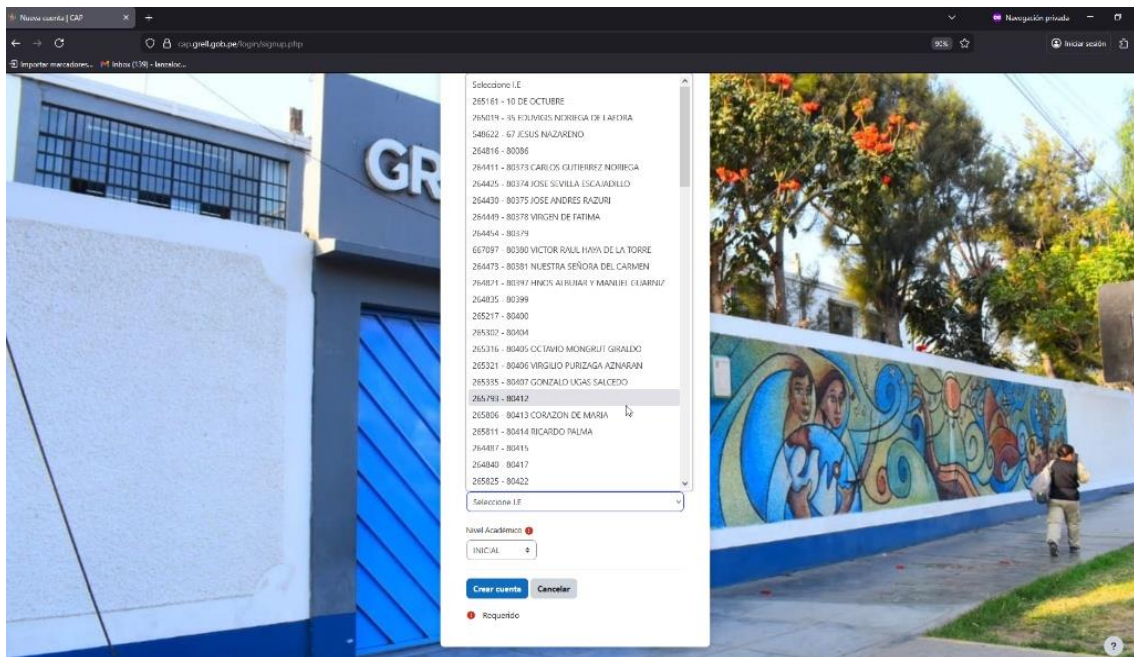 Nueva cuenta | CAP
Navegación privada
cap.grell.gob.pe/login/signup.php
90%
Iniciar sesión
Importar marcadores...
Inbox (139) - lanzaloc...
GR
Seleccione I.E
265161 - 10 DE OCTUBRE
265019 - 35 EDUVIGIS NORIEGA DE LAFORA
548622 - 67 JESUS NAZARENO
264816 - 80086
264411 - 80373 CARLOS GUTIERREZ NORIEGA
264425 - 80374 JOSE SEVILLA ESCAJADILLO
264430 - 80375 JOSE ANDRES RAZURI
264449 - 80378 VIRGEN DE FATIMA
264454 - 80379
667097 - 80380 VICTOR RAUL HAYA DE LA TORRE
264473 - 80381 NUESTRA SEÑORA DEL CARMEN
264821 - 80397 HNOS ALBUJAR Y MANUEL GUARNIZ
264835 - 80399
265217 - 80400
265302 - 80404
265316 - 80405 OCTAVIO MONGRUT GIRALDO
265321 - 80406 VIRGILIO PURIZAGA AZNARAN
265335 - 80407 GONZALO UGAS SALCEDO
265793 - 80412
265806 - 80413 CORAZON DE MARIA
265811 - 80414 RICARDO PALMA
264487 - 80415
264840 - 80417
265825 - 80422
Seleccione I.E
Nivel Académico
INICIAL
Crear cuenta
Cancelar
Requerido
?